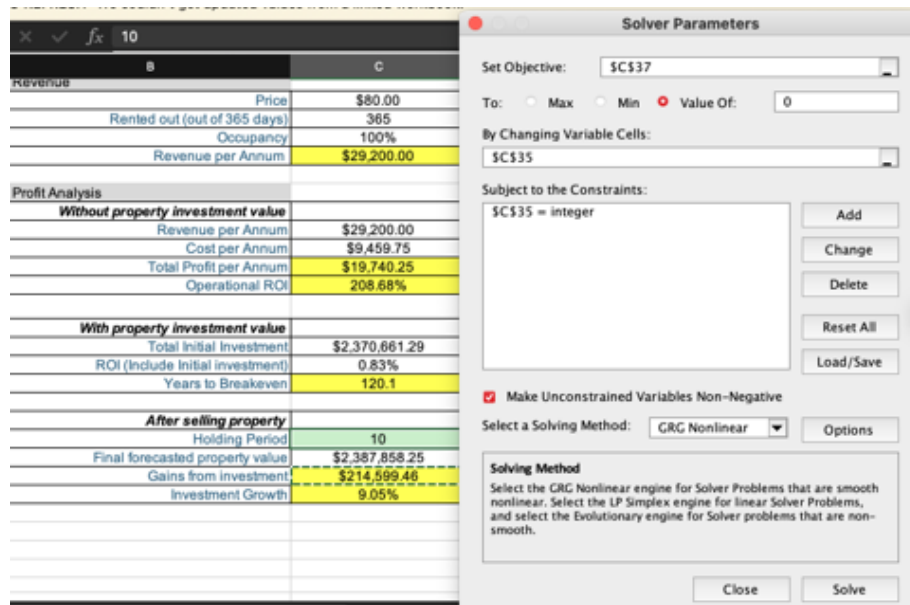 fx 10
B C
Revenue
Price $80.00
Rented out (out of 365 days) 365
Occupancy 100%
Revenue per Annum $29,200.00
Profit Analysis
Without property investment value
Revenue per Annum $29,200.00
Cost per Annum $9,459.75
Total Profit per Annum $19,740.25
Operational ROI 208.68%
With property investment value
Total Initial Investment $2,370,661.29
ROI (Include Initial investment) 0.83%
Years to Breakeven 120.1
After selling property
Holding Period 10
Final forecasted property value $2,387,858.25
Gains from investment $214,599.46
Investment Growth 9.05%
Solver Parameters
Set Objective: $C$37
To: Max Min Value Of: 0
By Changing Variable Cells:
$C$35
Subject to the Constraints:
$C$35 = integer
Add
Change
Delete
Reset All
Load/Save
Make Unconstrained Variables Non-Negative
Select a Solving Method: GRG Nonlinear Options
Solving Method
Select the GRG Nonlinear engine for Solver Problems that are smooth
nonlinear. Select the LP Simplex engine for linear Solver Problems,
and select the Evolutionary engine for Solver problems that are non-
smooth.
Close Solve